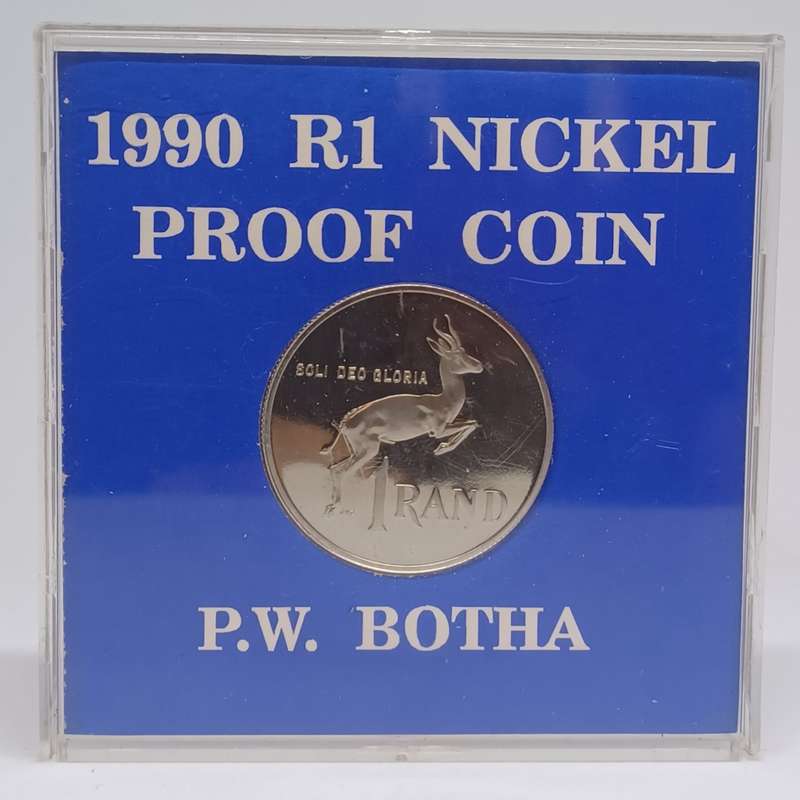 1990 R1 NICKEL
PROOF COIN
SOLI DEO GLORIA
1 RAND
P.W. BOTHA